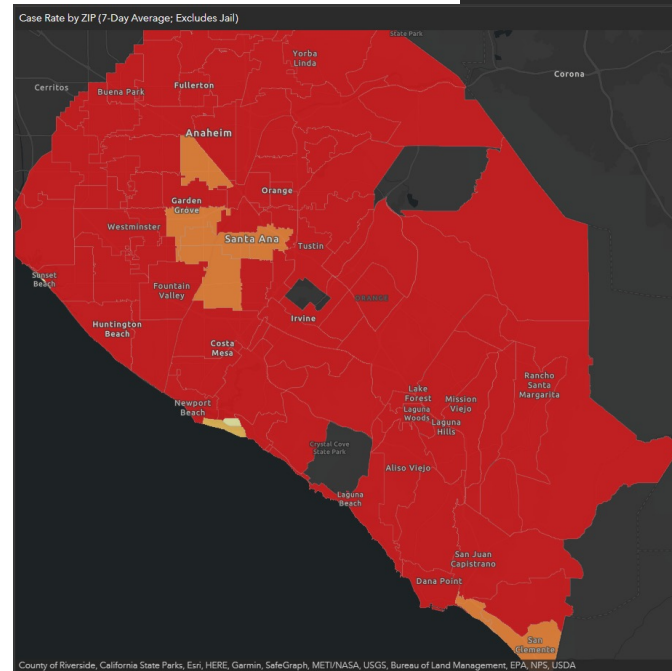 Case Rate by ZIP (7-Day Average; Excludes Jail)
State Park
Yorba
Linda
Corona
Cerritos
Buena Park
Fullerton
Anaheim
Orange
Garden
Grove
Westminster
Santa Ana
Tustin
Sunset
Beach
Fountain
Valley
ORANGE
Irvine
Huntington
Beach
Costa
Mesa
Rancho
Santa
Margarita
Lake
Forest
Mission
Viejo
Laguna
Woods
Laguna
Hills
Newport
Beach
Crystal Cove
State Park
Aliso Viejo
Laguna
Beach
San Juan
Capistrano
Dana Point
San
Clemente
County of Riverside, California State Parks, Esri, HERE, Garmin, SafeGraph, METI/NASA, USGS, Bureau of Land Management, EPA, NPS, USDA